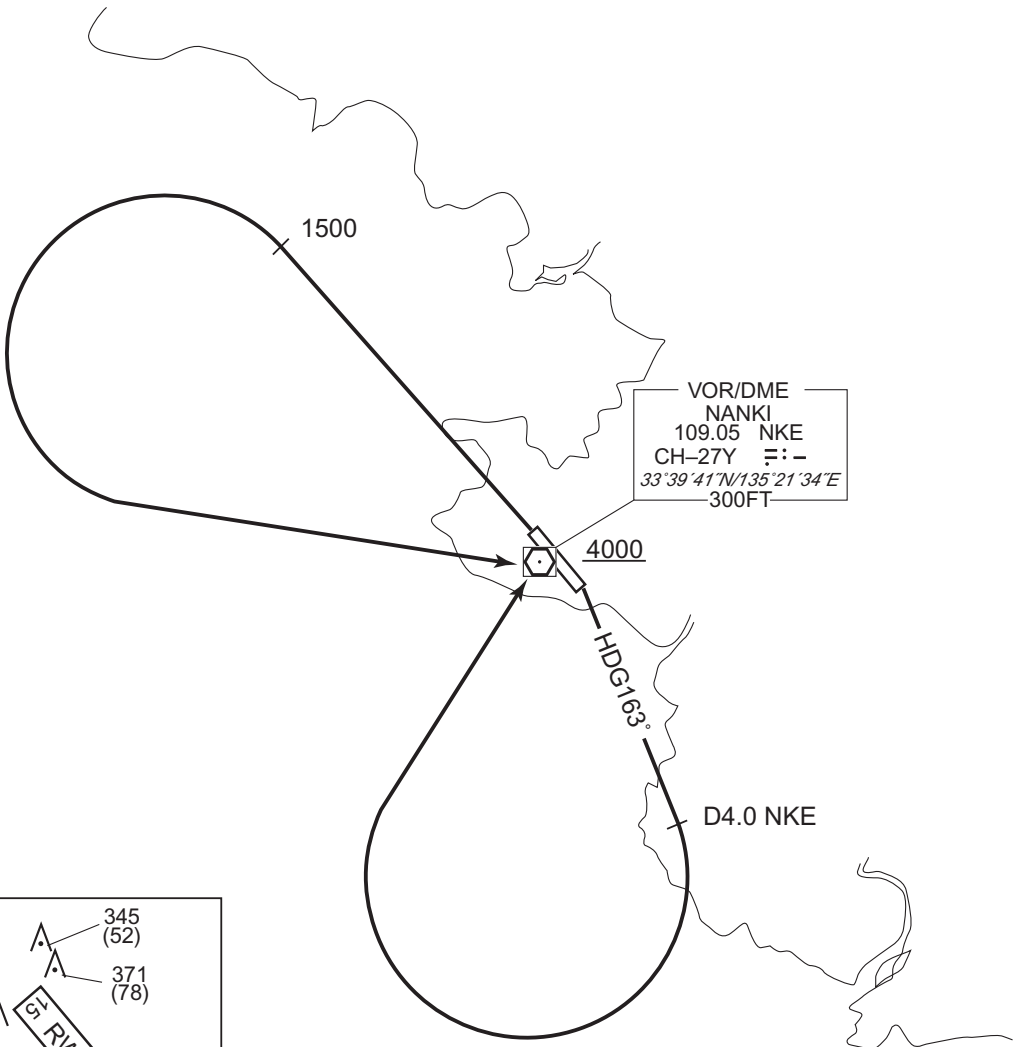 1500
VOR/DME
NANKI
109.05 NKE
CH–27Y
33°39´41˝N/135°21´34˝E
300FT
4000
HDG163°
D4.0 NKE
345
(52)
371
(78)
15